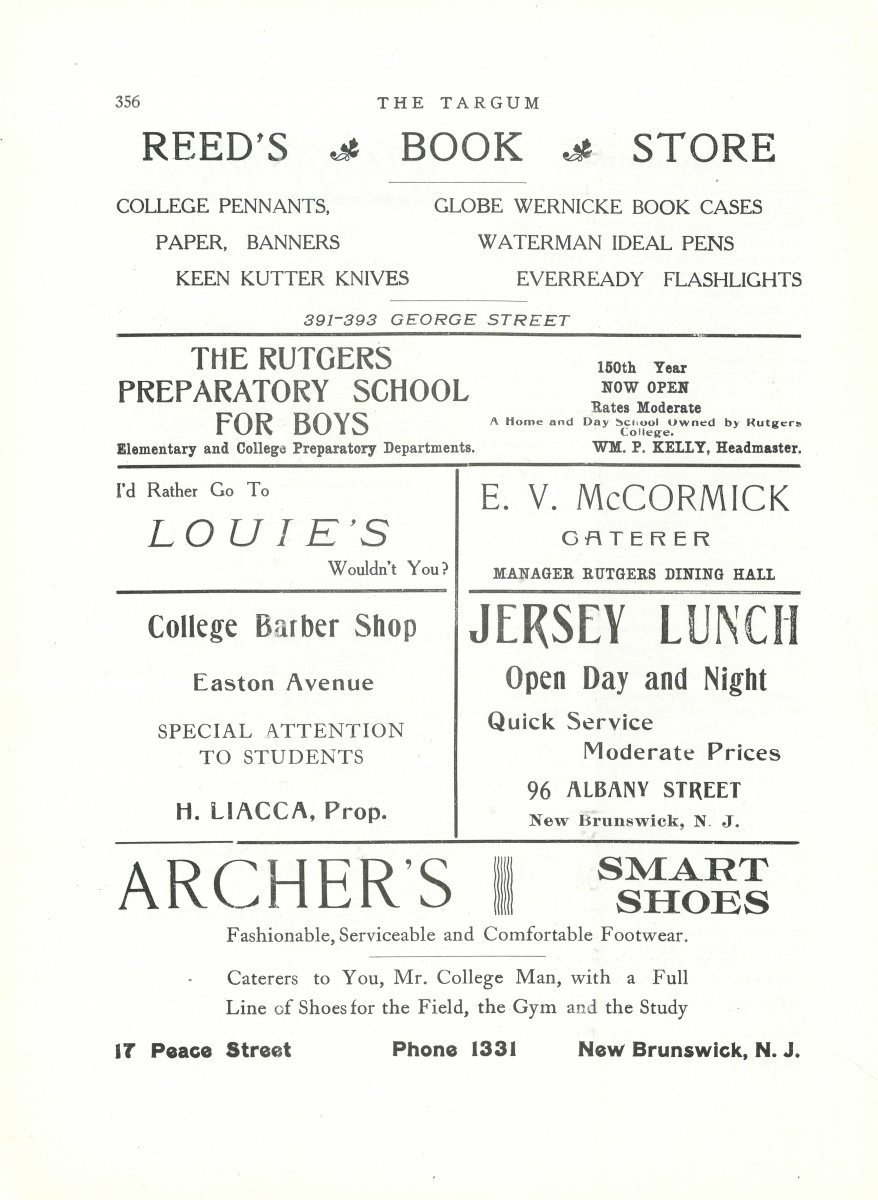 356
THE TARGUM
REED'S BOOK STORE
COLLEGE PENNANTS,
PAPER, BANNERS
KEEN KUTTER KNIVES
GLOBE WERNICKE BOOK CASES
WATERMAN IDEAL PENS
EVERREADY FLASHLIGHTS
391-393 GEORGE STREET
THE RUTGERS
PREPARATORY SCHOOL
FOR BOYS
Elementary and College Preparatory Departments.
150th Year
NOW OPEN
Rates Moderate
A Home and Day School Owned by Rutgers
College.
WM. P. KELLY, Headmaster.
I'd Rather Go To
LOUIE'S
Wouldn't You?
E. V. McCORMICK
CATERER
MANAGER RUTGERS DINING HALL
College Barber Shop
Easton Avenue
SPECIAL ATTENTION
TO STUDENTS
H. LIACCA, Prop.
JERSEY LUNCH
Open Day and Night
Quick Service
Moderate Prices
96 ALBANY STREET
New Brunswick, N. J.
ARCHER'S
SMART
SHOES
Fashionable, Serviceable and Comfortable Footwear.
Caterers to You, Mr. College Man, with a Full
Line of Shoes for the Field, the Gym and the Study
17 Peace Street Phone 1331 New Brunswick, N. J.